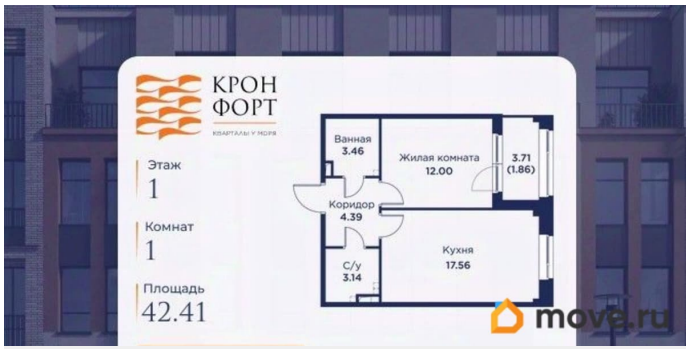 КРОН
ФОРТ
КВАРТАЛЫ У МОРЯ
Этаж
1
Комнат
1
Площадь
42.41
Ванная
3.46
Жилая комната
12.00
3.71
(1.86)
Коридор
4.39
Кухня
17.56
С/у
3.14
move.ru